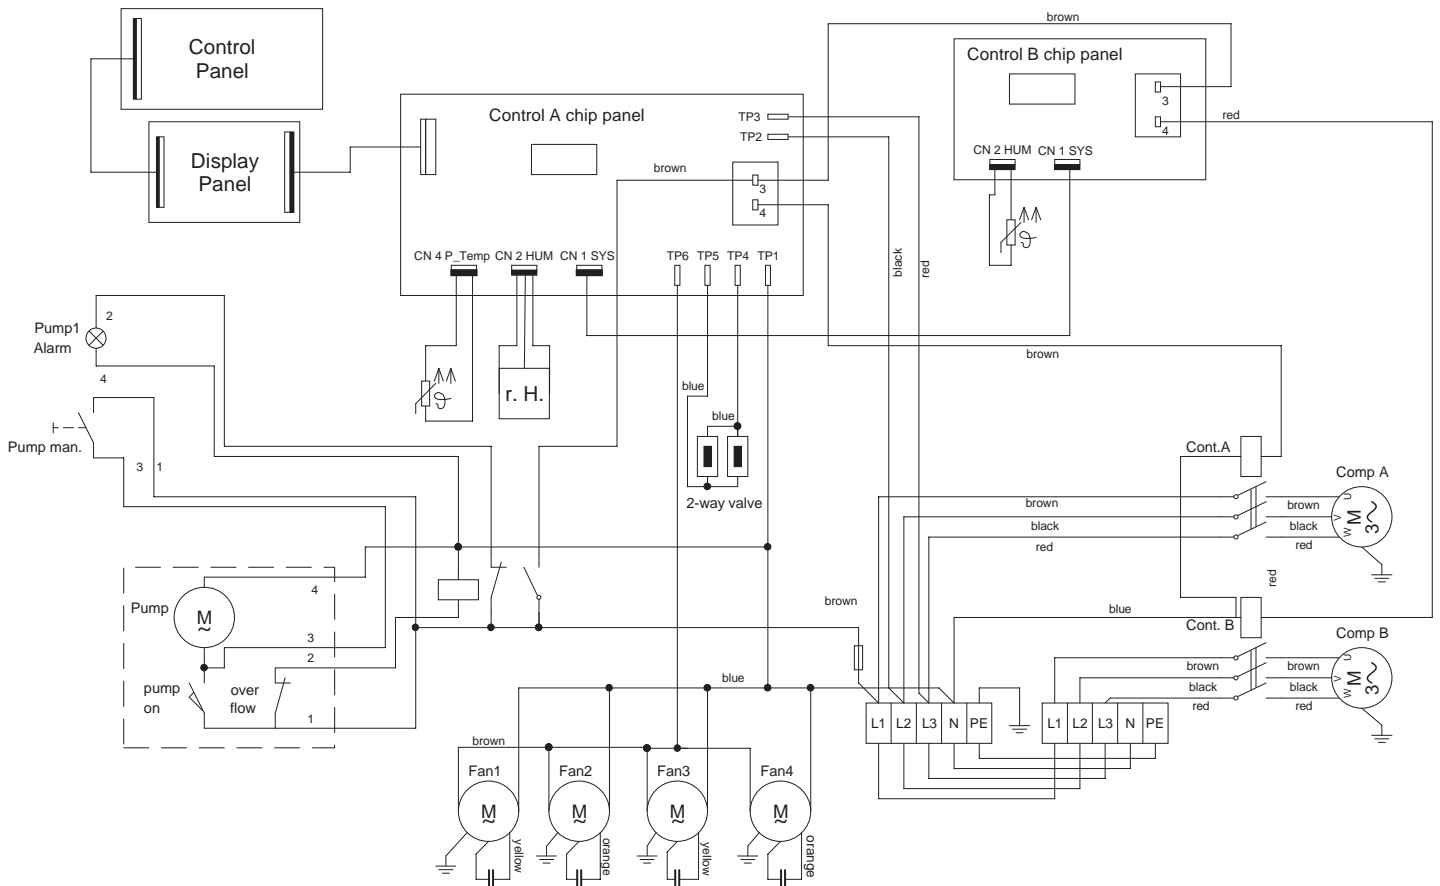 brown
Control
Panel
Control B chip panel
3
4
red
Display
Panel
Control A chip panel
TP3
TP2
brown
3
4
CN 2 HUM
CN 1 SYS
ϑ
CN 4 P_Temp
CN 2 HUM
CN 1 SYS
TP6
TP5
TP4
TP1
black
red
2
Pump1
Alarm
4
ϑ
r. H.
brown
blue
blue
Pump man.
3
1
2-way valve
Cont.A
Comp A
brown
black
red
brown
black
red
U
V
W
M
3~
red
Pump
M
~
4
3
2
1
pump
on
over
flow
brown
blue
Cont. B
Comp B
brown
black
red
brown
black
red
U
V
W
M
3~
blue
L1
L2
L3
N
PE
L1
L2
L3
N
PE
brown
Fan1
Fan2
Fan3
Fan4
M
~
M
~
M
~
M
~
yellow
orange
yellow
orange